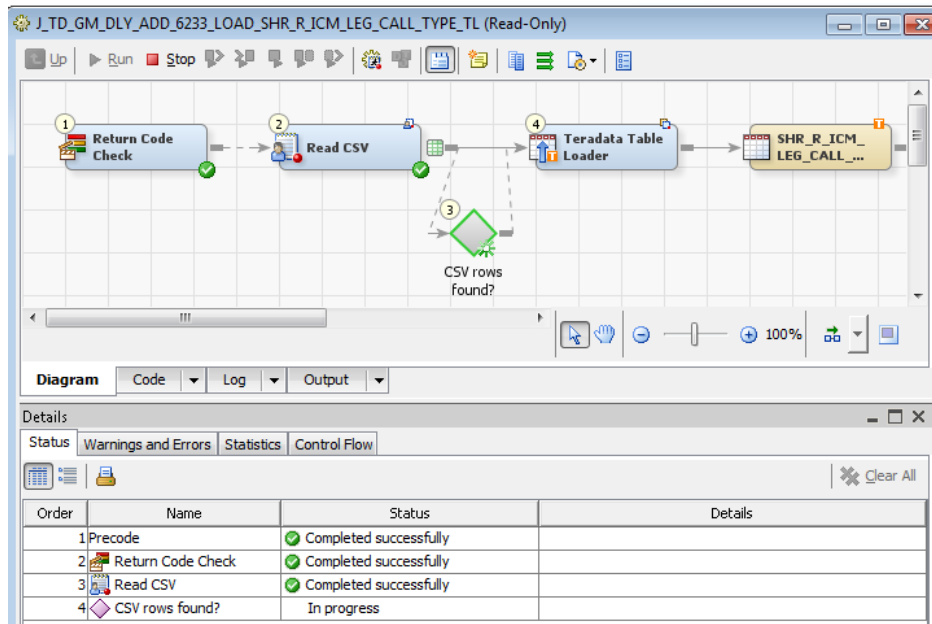 J_TD_GM_DLY_ADD_6233_LOAD_SHR_R_ICM_LEG_CALL_TYPE_TL (Read-Only)
Up Run Stop
1 2 4
Return Code
Check
Read CSV
Teradata Table
Loader
SHR_R_ICM_
LEG_CALL_...
3
CSV rows
found?
100%
Diagram Code Log Output
Details
Status Warnings and Errors Statistics Control Flow
Clear All
Order Name Status Details
1 Precode Completed successfully
2 Return Code Check Completed successfully
3 Read CSV Completed successfully
4 CSV rows found? In progress